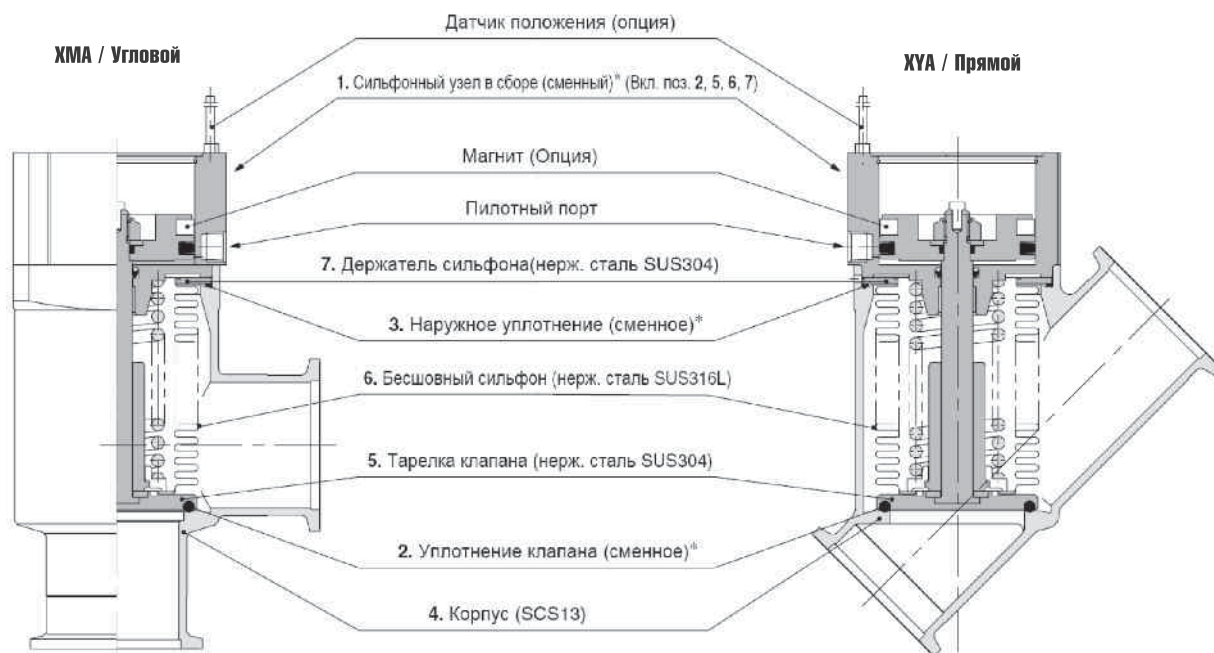 Датчик положения (опция)
XMA / Угловой
XYA / Прямой
1. Сильфонный узел в сборе (сменный)* (Вкл. поз. 2, 5, 6, 7)
Магнит (Опция)
Пилотный порт
7. Держатель сильфона(нерж. сталь SUS304)
3. Наружное уплотнение (сменное)*
6. Бесшовный сильфон (нерж. сталь SUS316L)
5. Тарелка клапана (нерж. сталь SUS304)
2. Уплотнение клапана (сменное)*
4. Корпус (SCS13)